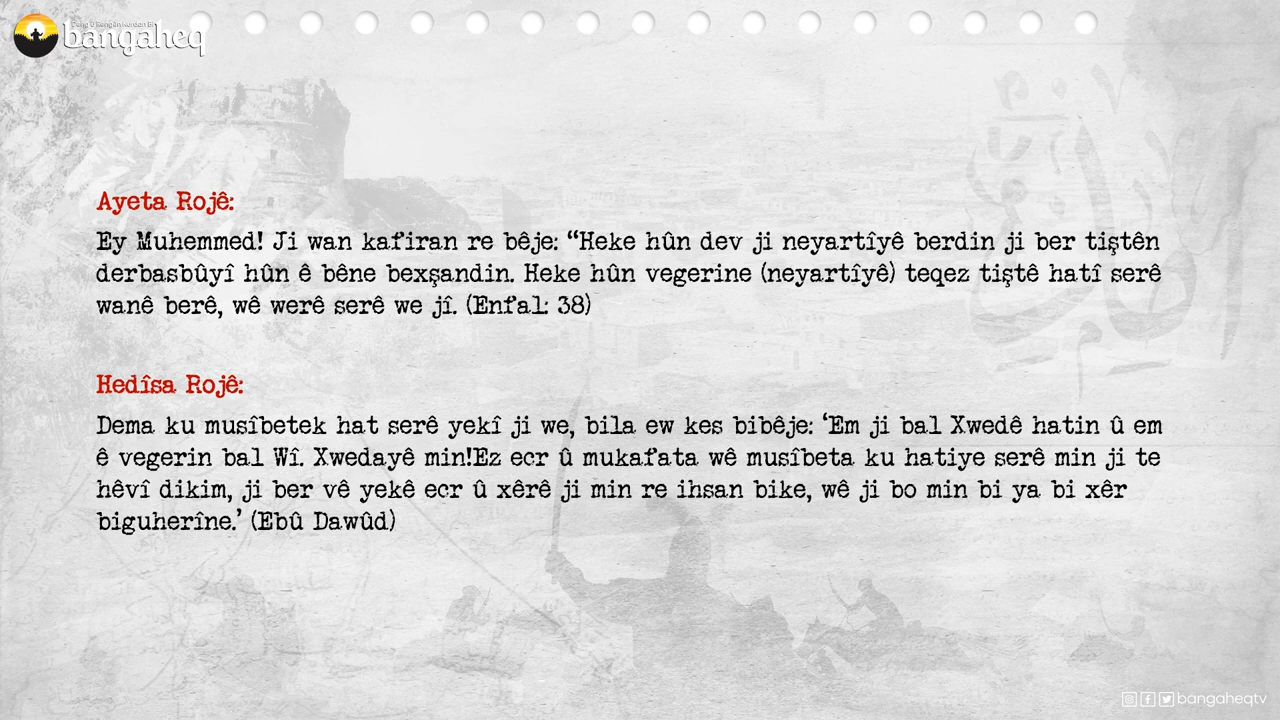 Deng û Bangên Kurdan Bi
bangaheq
Ayeta Rojê:
Ey Muhemmed! Ji wan kafiran re bêje: “Heke hûn dev ji neyartîyê berdin ji ber tiştên
derbasbûyî hûn ê bêne bexşandin. Heke hûn vegerine (neyartîyê) teqez tiştê hatî serê
wanê berê, wê werê serê we jî. (Enfal: 38)
Hedîsa Rojê:
Dema ku musîbetek hat serê yekî ji we, bila ew kes bibêje: ‘Em ji bal Xwedê hatin û em
ê vegerin bal Wî. Xwedayê min!Ez ecr û mukafata wê musîbeta ku hatiye serê min ji te
hêvî dikim, ji ber vê yekê ecr û xêrê ji min re ihsan bike, wê ji bo min bi ya bi xêr
biguherîne.’ (Ebû Dawûd)
bangaheqtv